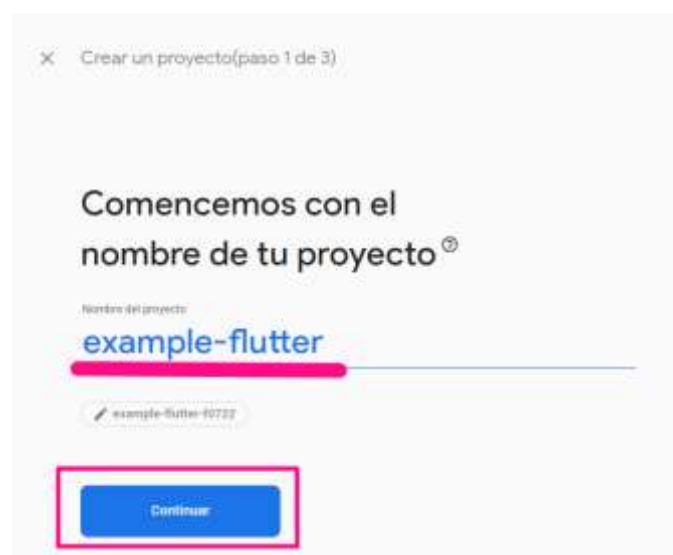 Crear un proyecto(paso 1 de 3)
Comencemos con el
nombre de tu proyecto
Nombre del proyecto
example-flutter
example-flutter-f0722
Continuar